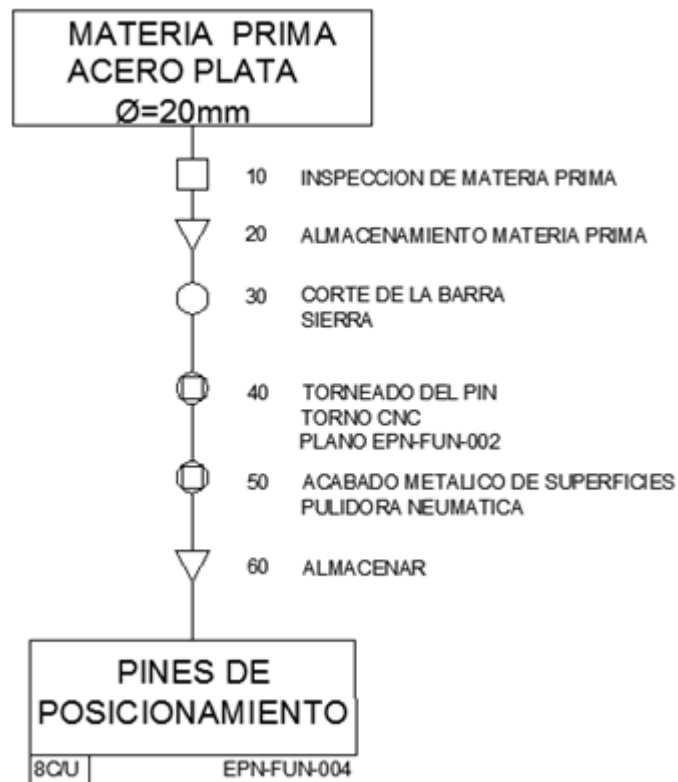 MATERIA PRIMA
ACERO PLATA
Ø=20mm
10 INSPECCION DE MATERIA PRIMA
20 ALMACENAMIENTO MATERIA PRIMA
30 CORTE DE LA BARRA
SIERRA
40 TORNEADO DEL PIN
TORNO CNC
PLANO EPN-FUN-002
50 ACABADO METALICO DE SUPERFICIES
PULIDORA NEUMATICA
60 ALMACENAR
PINES DE
POSICIONAMIENTO
8C/U EPN-FUN-004